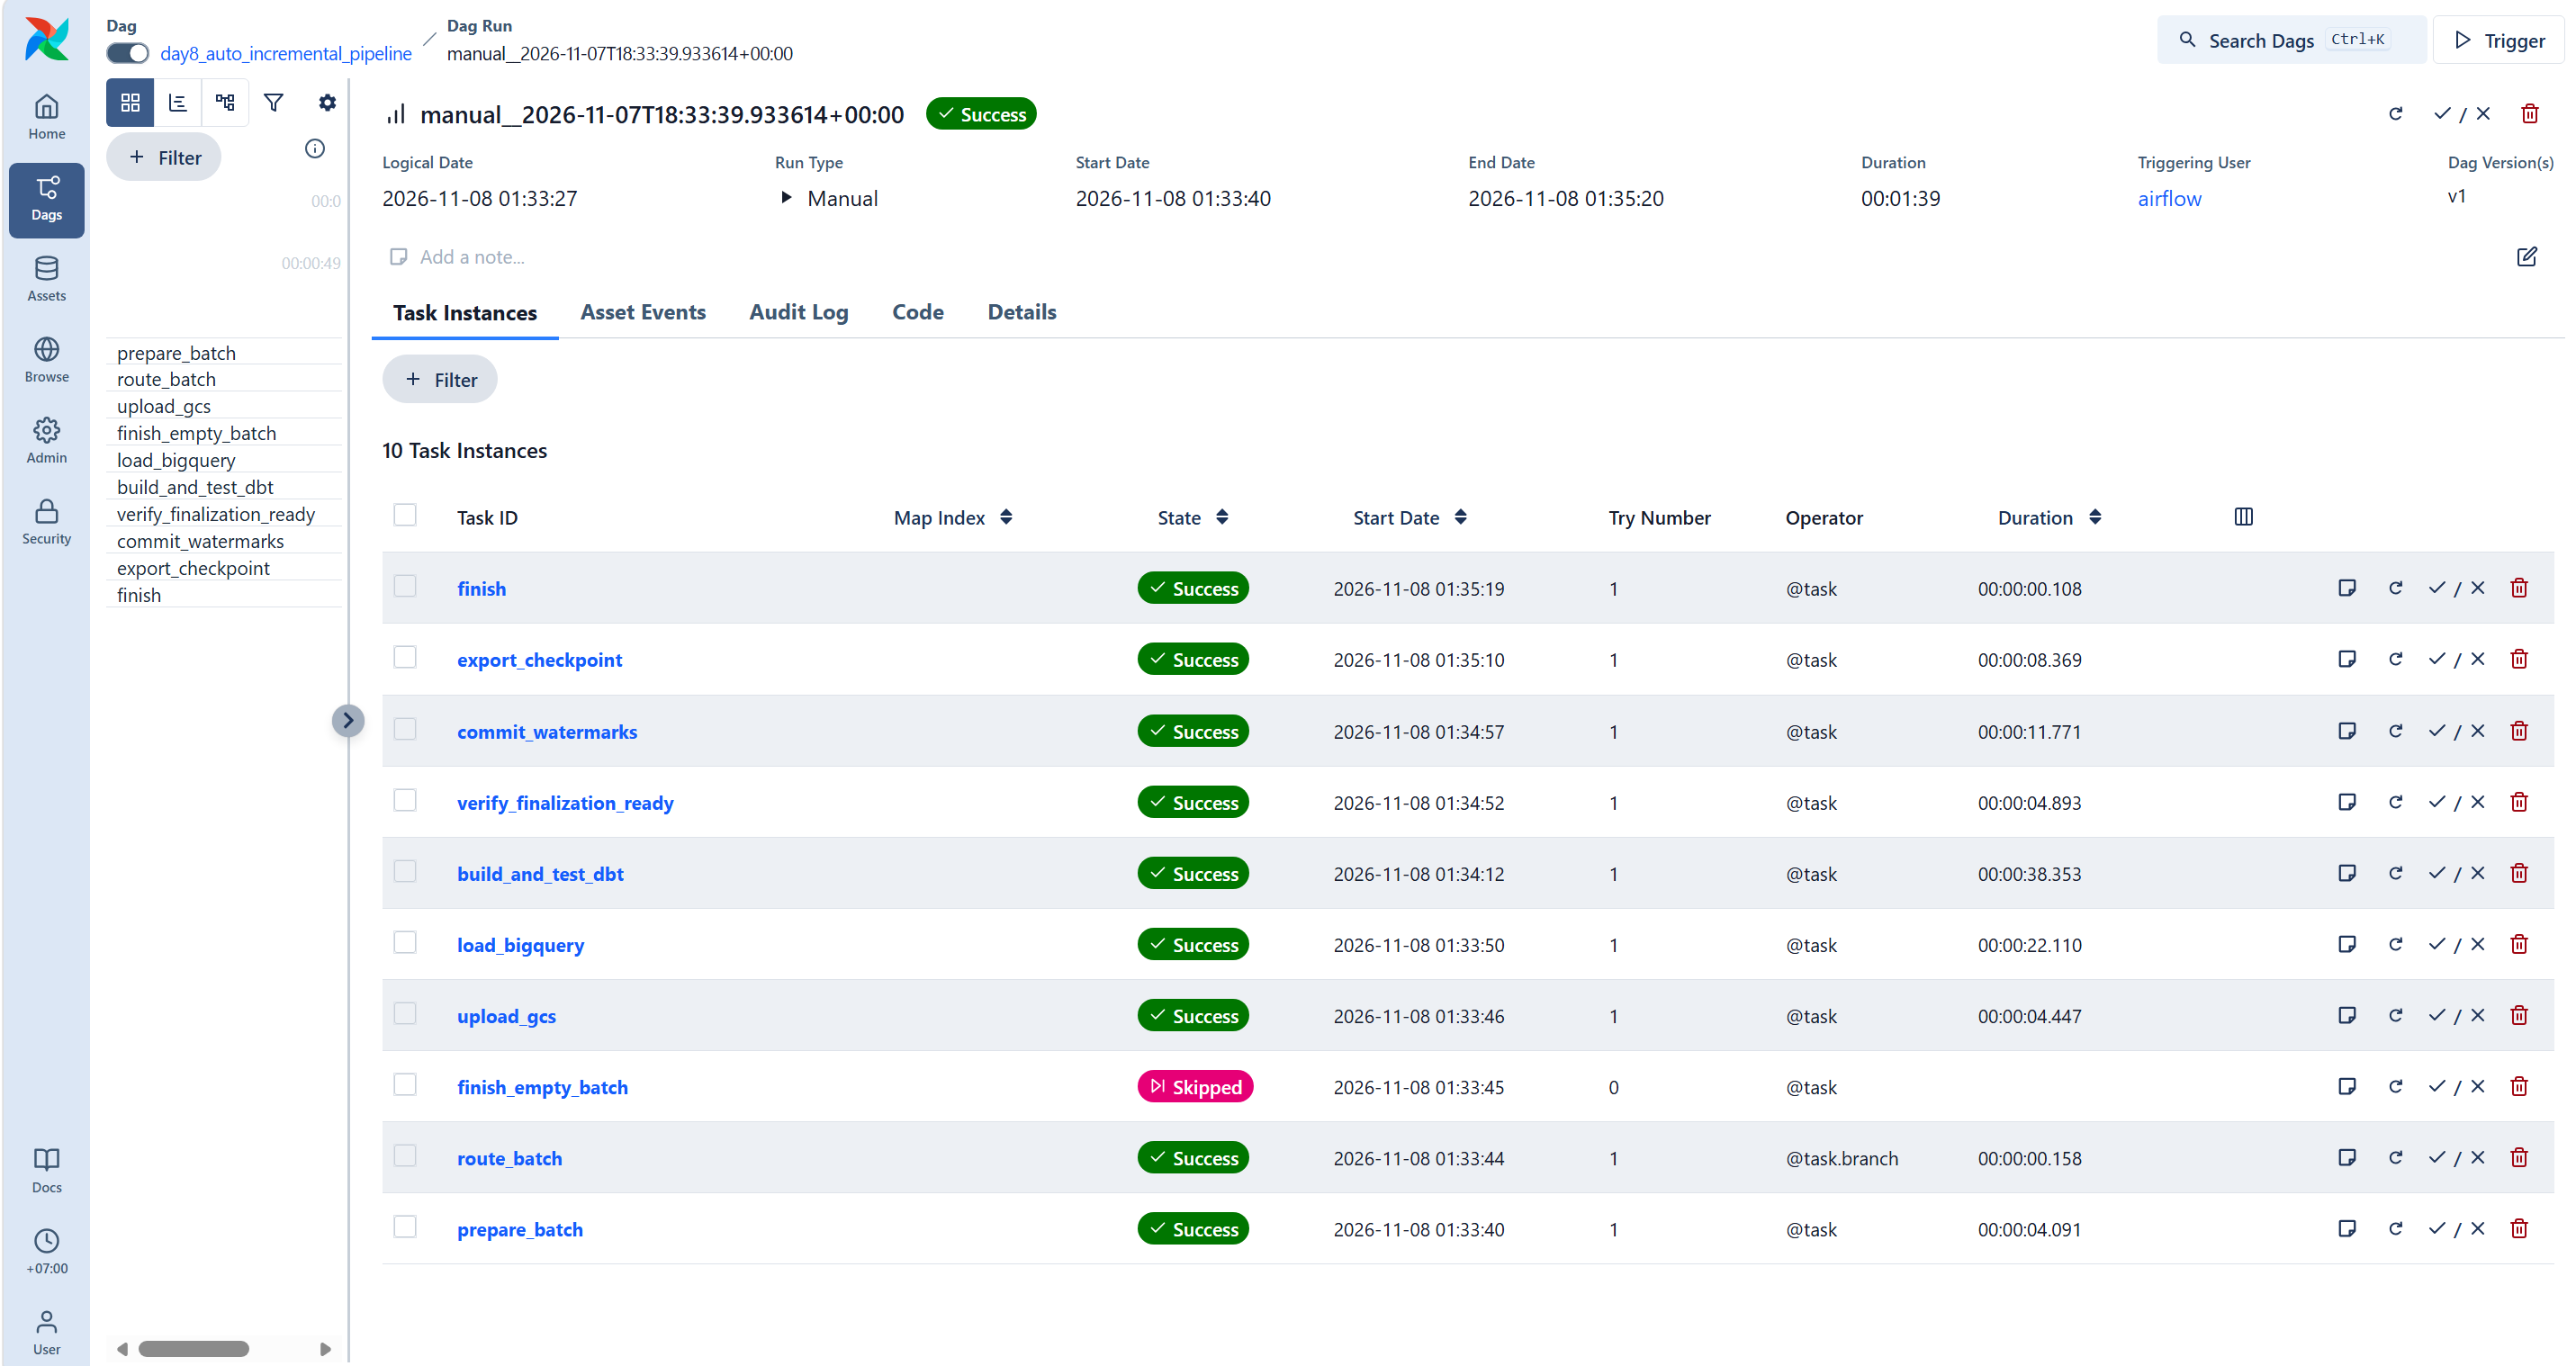 Dag
day8_auto_incremental_pipeline
/
Dag Run
manual__2026-11-07T18:33:39.933614+00:00
Search Dags Ctrl+K
Trigger
Home
Dags
Assets
Browse
Admin
Security
Docs
+07:00
User
+ Filter
00:0
00:00:49
prepare_batch
route_batch
upload_gcs
finish_empty_batch
load_bigquery
build_and_test_dbt
verify_finalization_ready
commit_watermarks
export_checkpoint
finish
manual__2026-11-07T18:33:39.933614+00:00 Success
/
Logical Date Run Type Start Date End Date Duration Triggering User Dag Version(s)
2026-11-08 01:33:27 Manual 2026-11-08 01:33:40 2026-11-08 01:35:20 00:01:39 airflow v1
Add a note...
Task Instances Asset Events Audit Log Code Details
+ Filter
10 Task Instances
Task ID Map Index State Start Date Try Number Operator Duration
finish Success 2026-11-08 01:35:19 1 @task 00:00:00.108 /
export_checkpoint Success 2026-11-08 01:35:10 1 @task 00:00:08.369 /
commit_watermarks Success 2026-11-08 01:34:57 1 @task 00:00:11.771 /
verify_finalization_ready Success 2026-11-08 01:34:52 1 @task 00:00:04.893 /
build_and_test_dbt Success 2026-11-08 01:34:12 1 @task 00:00:38.353 /
load_bigquery Success 2026-11-08 01:33:50 1 @task 00:00:22.110 /
upload_gcs Success 2026-11-08 01:33:46 1 @task 00:00:04.447 /
finish_empty_batch Skipped 2026-11-08 01:33:45 0 @task /
route_batch Success 2026-11-08 01:33:44 1 @task.branch 00:00:00.158 /
prepare_batch Success 2026-11-08 01:33:40 1 @task 00:00:04.091 /